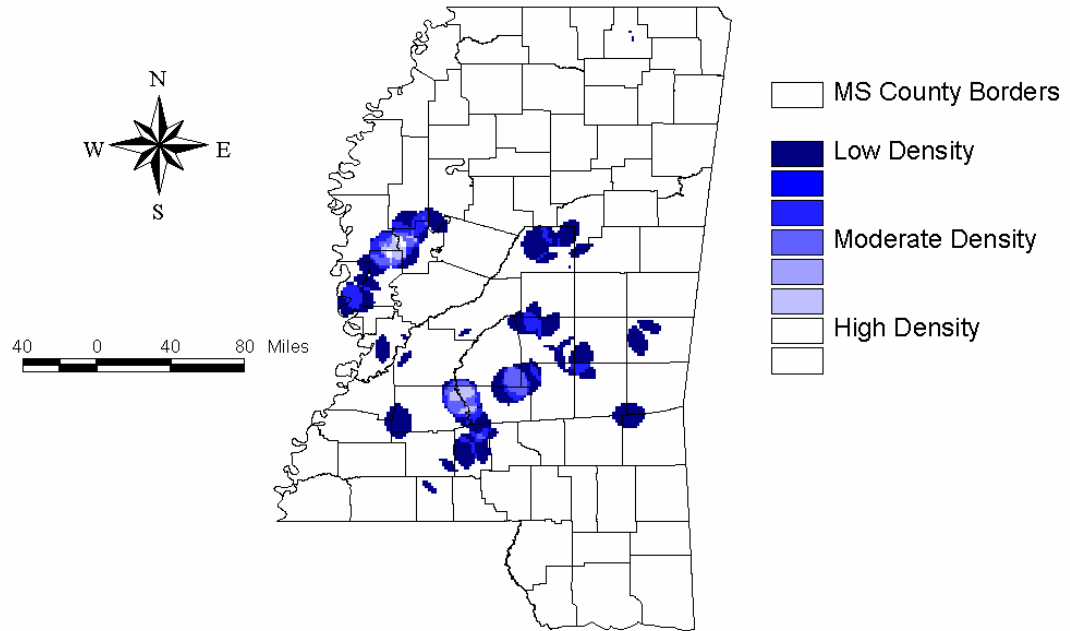 N
W E
S
MS County Borders
Low Density
Moderate Density
High Density
40 0 40 80 Miles